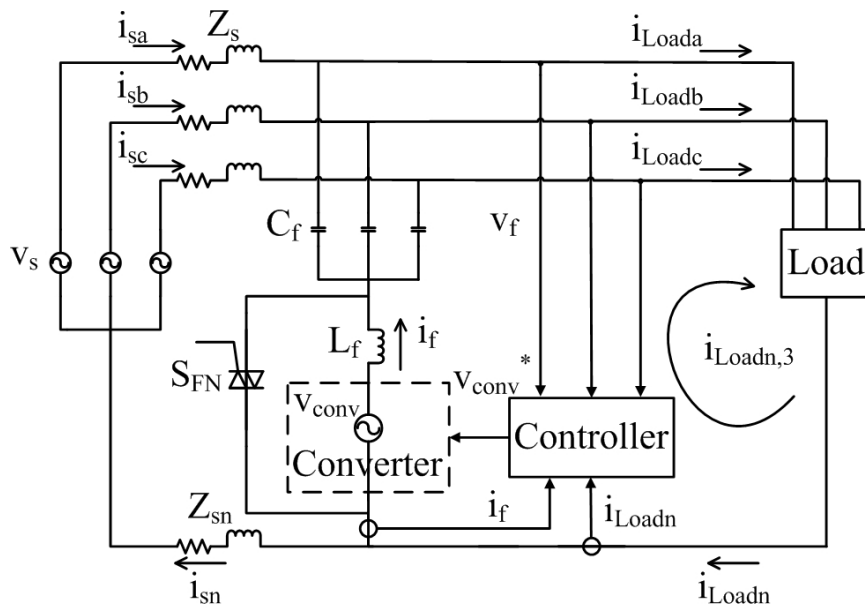 i_sa Z_s i_Loada
i_sb i_Loadb
i_sc i_Loadc
C_f v_f
v_s Load
L_f i_f
S_FN v_conv* i_Loadn,3
v_conv
Controller
Converter
Z_sn i_f i_Loadn
i_sn i_Loadn